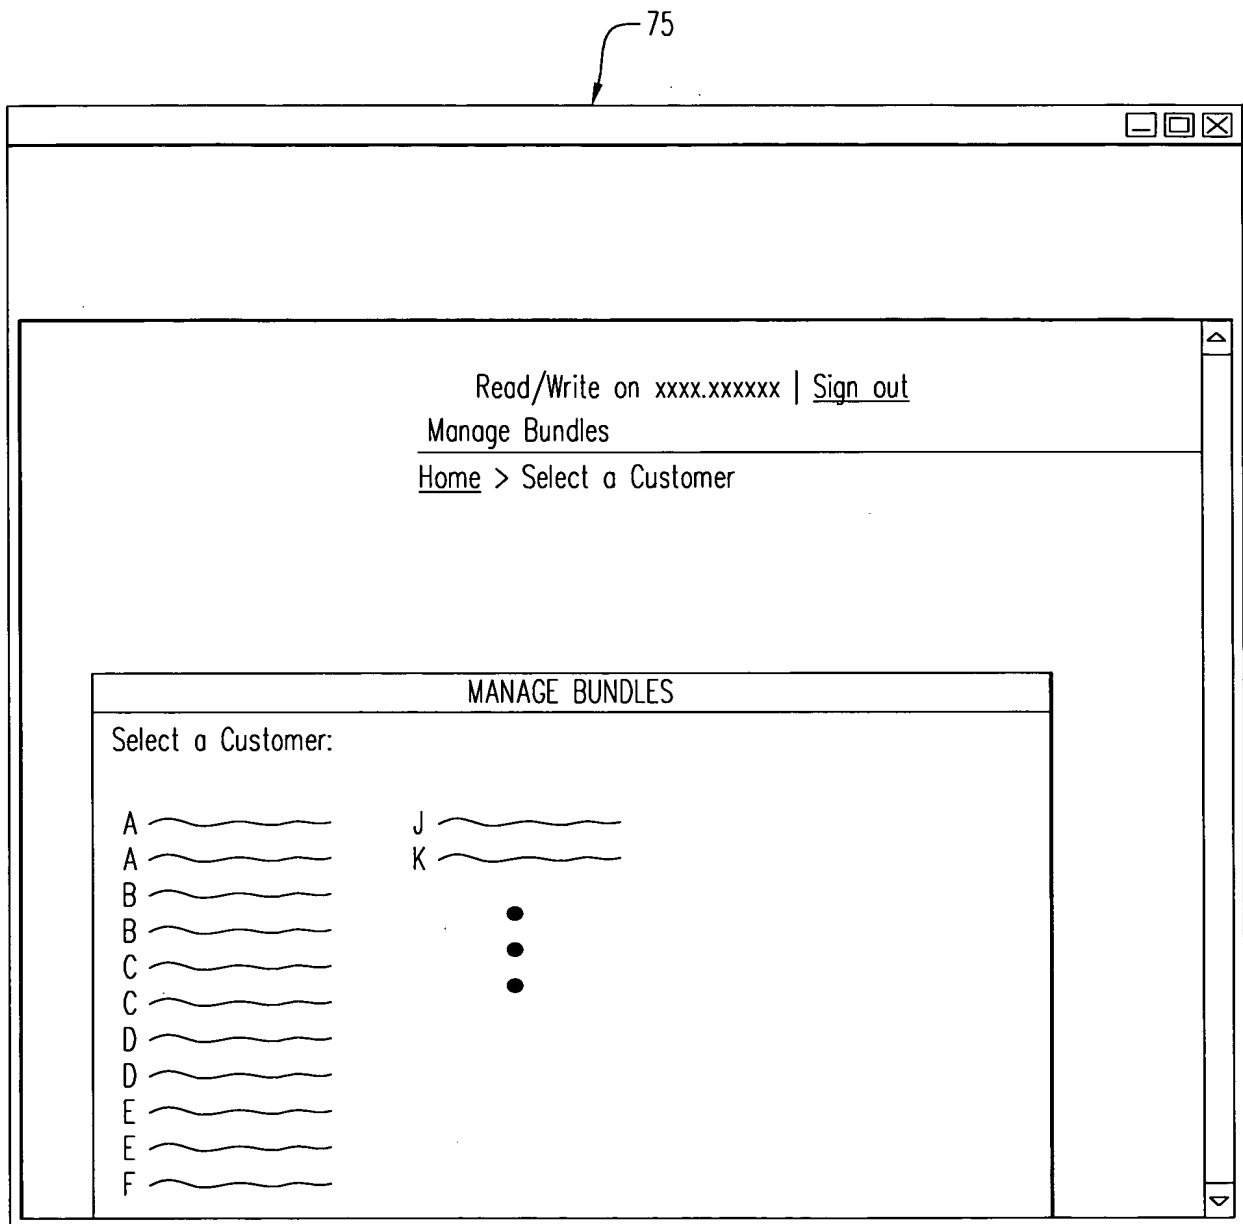 75
Read/Write on xxxx.xxxxxx | Sign out
Manage Bundles
Home > Select a Customer
MANAGE BUNDLES
Select a Customer:
A
A
B
B
C
C
D
D
E
E
F
J
K